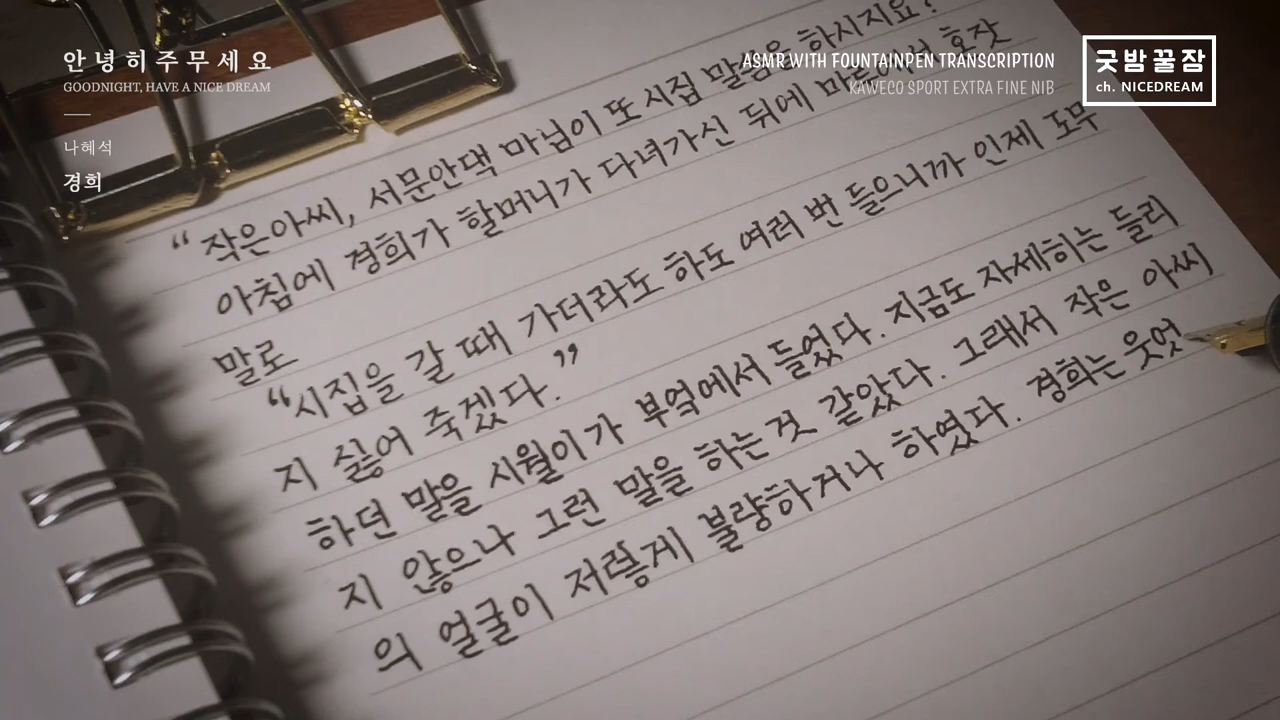 안녕히주무세요
GOODNIGHT, HAVE A NICE DREAM
나혜석
경희
ASMR WITH FOUNTAINPEN TRANSCRIPTION
KAWECO SPORT EXTRA FINE NIB
굿밤꿀잠
ch. NICEDREAM
“작은아씨, 서문안댁 마님이 또 시집 말씀을 하시지요?
아침에 경희가 할머니가 다녀가신 뒤에 마루에서 혼잣
말로
“시집을 갈 때 가더라도 하도 여러 번 들으니까 인제 도무
지 싫어 죽겠다.”
하던 말을 시월이가 부엌에서 들었다. 지금도 자세히는 들리
지 않으나 그런 말을 하는 것 같았다. 그래서 작은 아씨
의 얼굴이 저렇게 불량하거나 하였다. 경희는 웃었